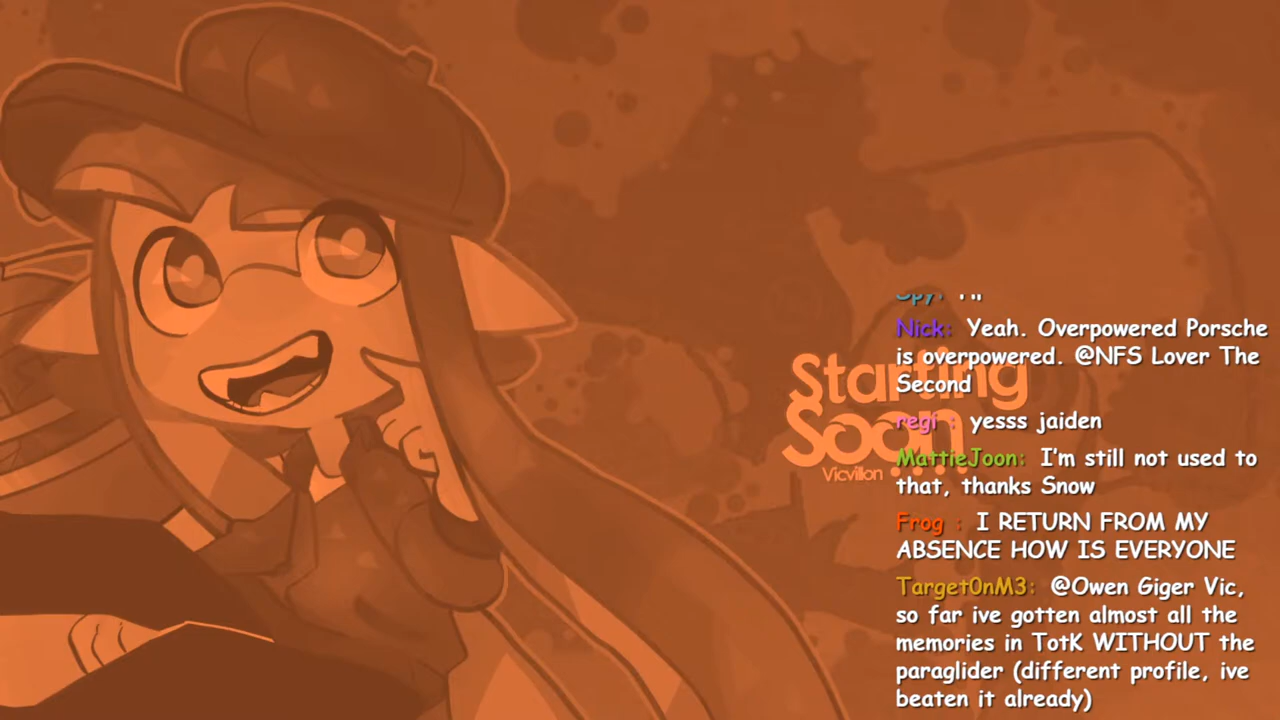 Spy: Hi
Nick: Yeah. Overpowered Porsche
is overpowered. @NFS Lover The
Second
Starting
Soon
Vicvillon
regi : yesss jaiden
MattieJoon: I'm still not used to
that, thanks Snow
Frog : I RETURN FROM MY
ABSENCE HOW IS EVERYONE
Target0nM3: @Owen Giger Vic,
so far ive gotten almost all the
memories in TotK WITHOUT the
paraglider (different profile, ive
beaten it already)